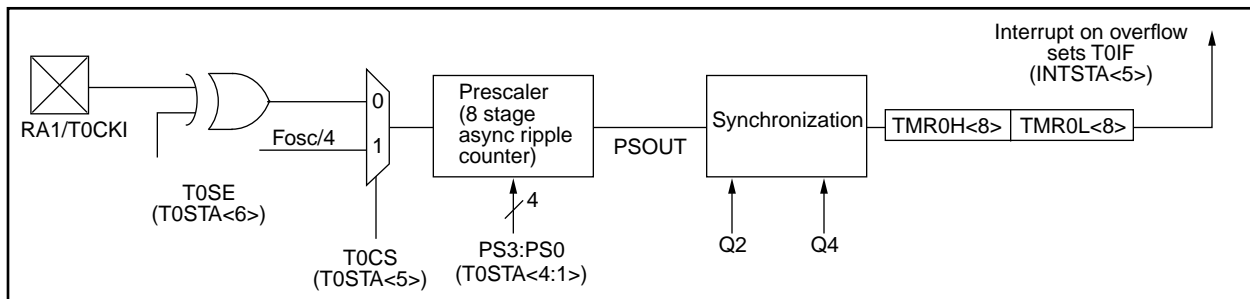 Interrupt on overflow
sets T0IF
(INTSTA<5>)
RA1/T0CKI
0
1
Fosc/4
Prescaler
(8 stage
async ripple
counter)
PSOUT
Synchronization
TMR0H<8>
TMR0L<8>
T0SE
(T0STA<6>)
4
T0CS
(T0STA<5>)
PS3:PS0
(T0STA<4:1>)
Q2
Q4